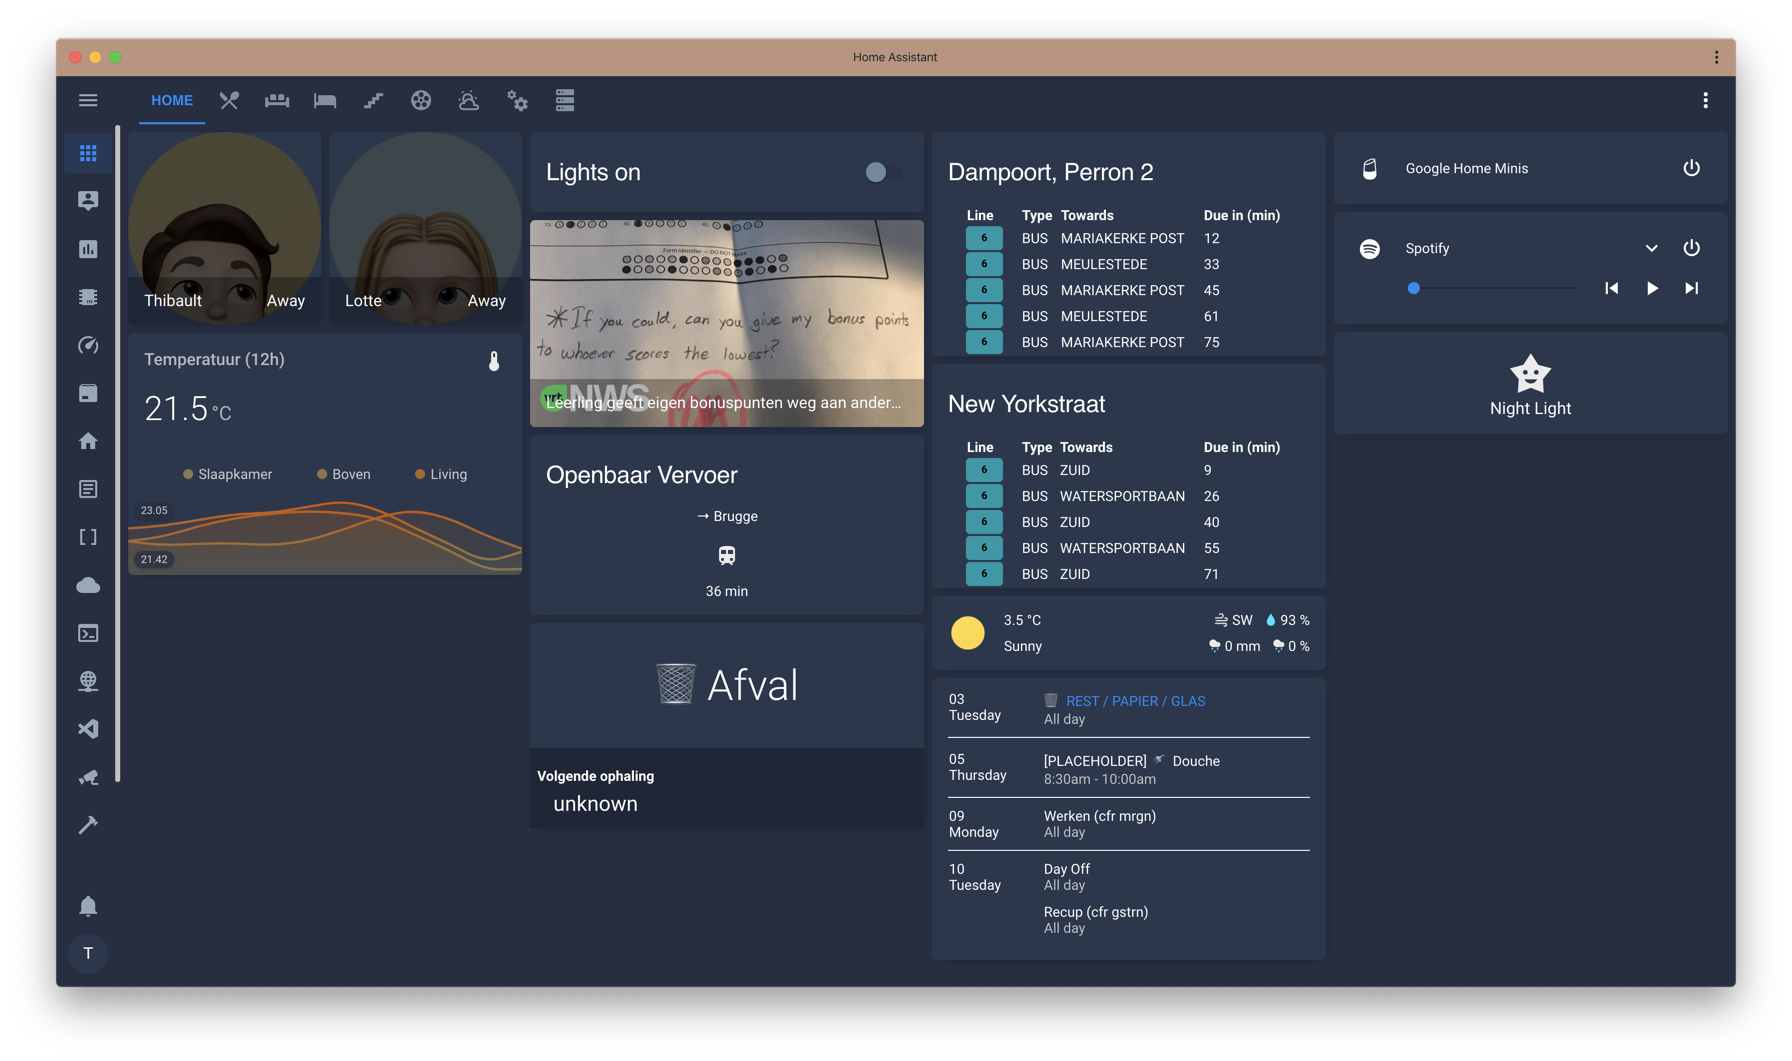 Home Assistant
HOME
Thibault Away
Lotte Away
Temperatuur (12h)
21.5 °C
Slaapkamer Boven Living
23.05
21.42
Lights on
Form Identifier — DO NOT MARK
*If you could, can you give my bonus points
to whoever scores the lowest?
vrt NWS
Leerling geeft eigen bonuspunten weg aan ander...
Openbaar Vervoer
→ Brugge
36 min
Afval
Volgende ophaling
unknown
Dampoort, Perron 2
Line Type Towards Due in (min)
6 BUS MARIAKERKE POST 12
6 BUS MEULESTEDE 33
6 BUS MARIAKERKE POST 45
6 BUS MEULESTEDE 61
6 BUS MARIAKERKE POST 75
New Yorkstraat
Line Type Towards Due in (min)
6 BUS ZUID 9
6 BUS WATERSPORTBAAN 26
6 BUS ZUID 40
6 BUS WATERSPORTBAAN 55
6 BUS ZUID 71
3.5 °C SW 93 %
Sunny 0 mm 0 %
03 REST / PAPIER / GLAS
Tuesday All day
05 [PLACEHOLDER] Douche
Thursday 8:30am - 10:00am
09 Werken (cfr mrgn)
Monday All day
10 Day Off
Tuesday All day
Recup (cfr gstrn)
All day
Google Home Minis
Spotify
Night Light
T